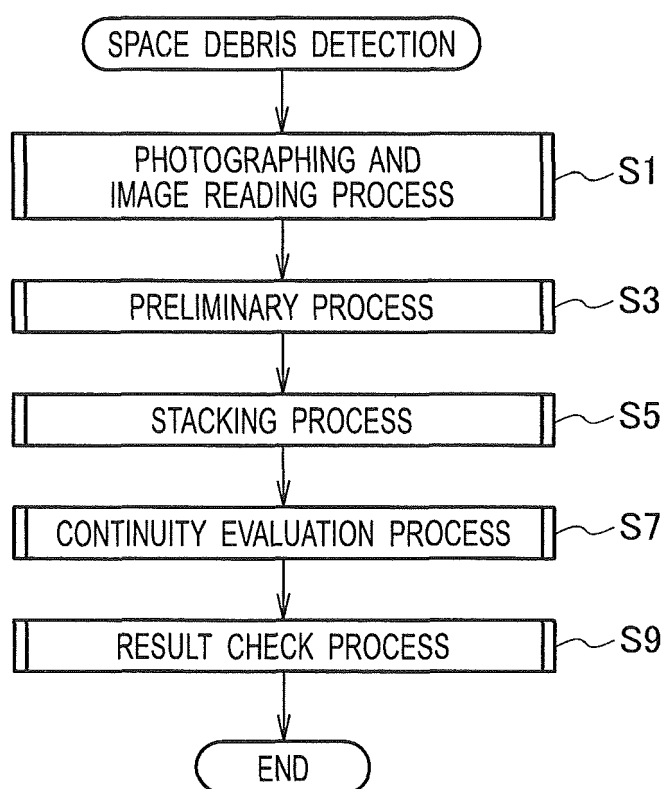 SPACE DEBRIS DETECTION
PHOTOGRAPHING AND
IMAGE READING PROCESS
S1
PRELIMINARY PROCESS
S3
STACKING PROCESS
S5
CONTINUITY EVALUATION PROCESS
S7
RESULT CHECK PROCESS
S9
END